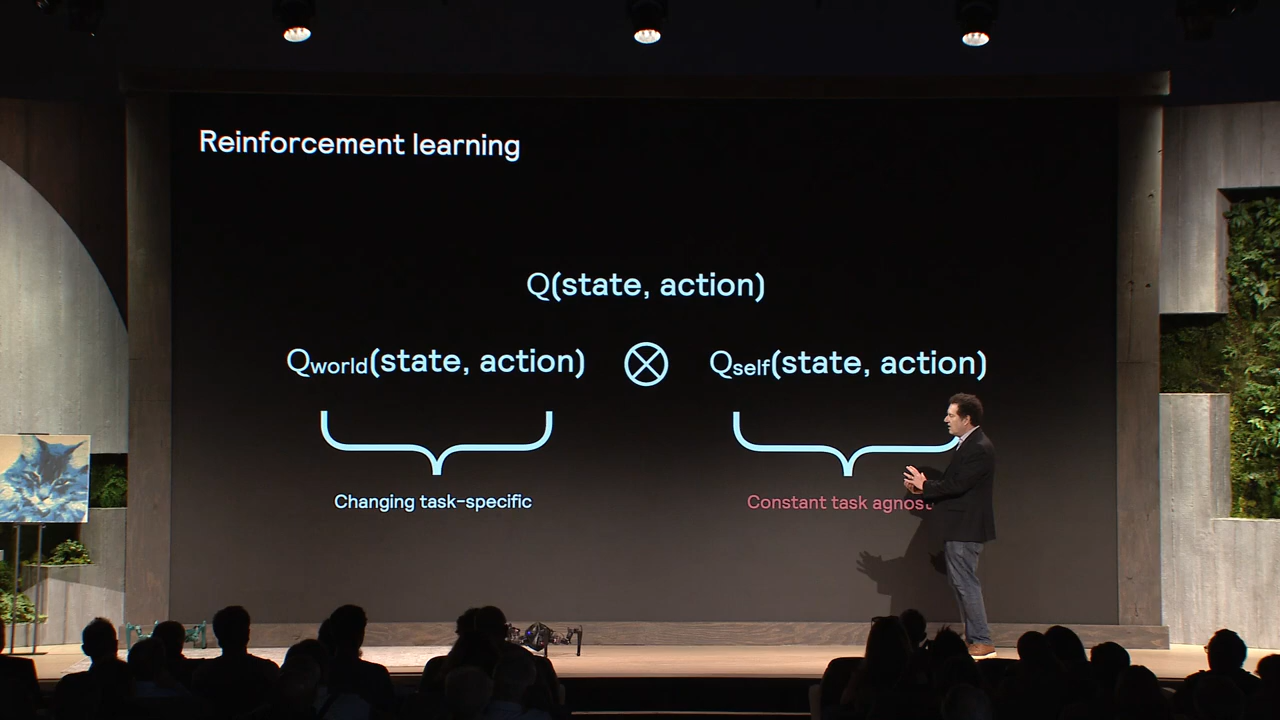 Reinforcement learning
Q(state, action)
Qworld(state, action) ⊗ Qself(state, action)
Changing task-specific
Constant task